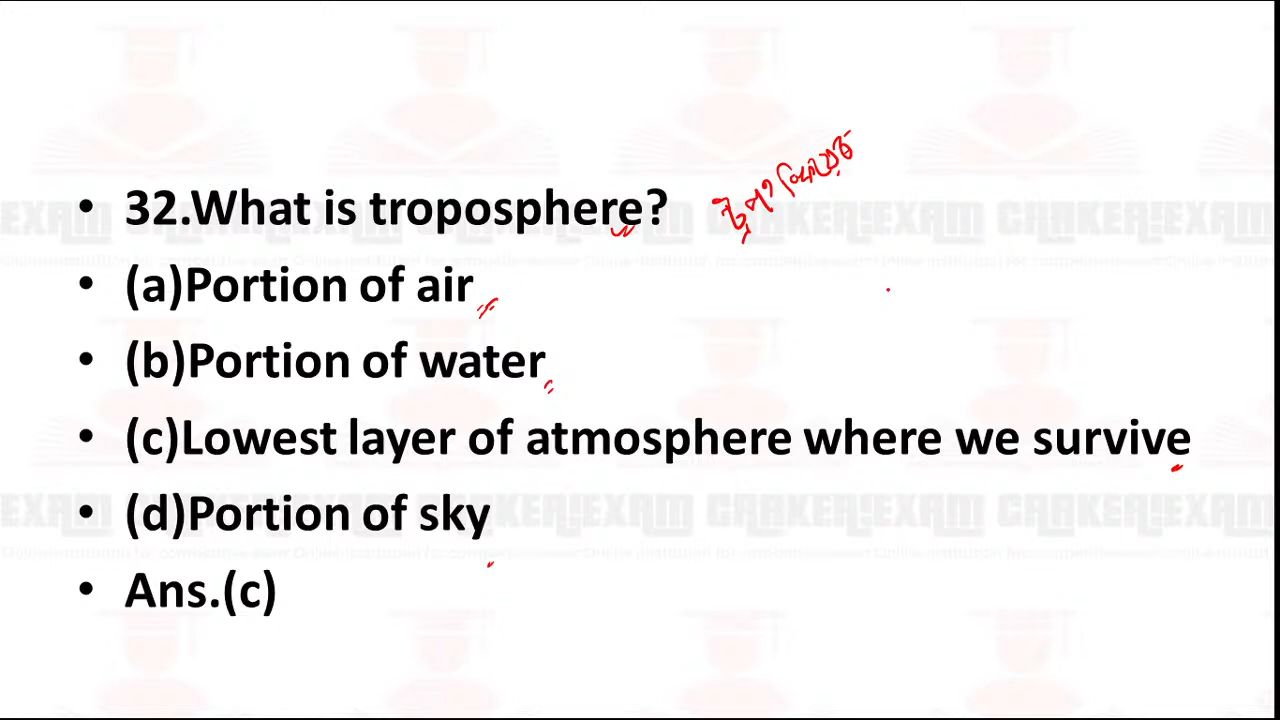 32.What is troposphere?
(a)Portion of air
(b)Portion of water
(c)Lowest layer of atmosphere where we survive
(d)Portion of sky
Ans.(c)